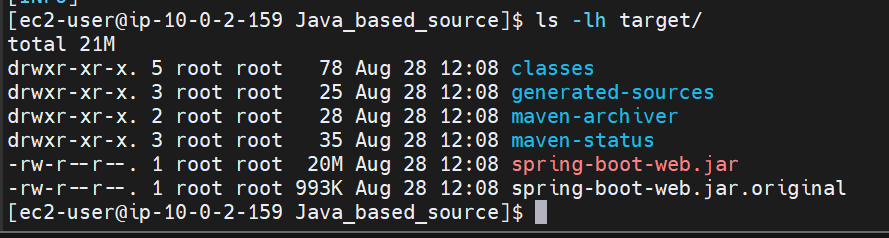 [INFO]
[ec2-user@ip-10-0-2-159 Java_based_source]$ ls -lh target/
total 21M
drwxr-xr-x. 5 root root   78 Aug 28 12:08 classes
drwxr-xr-x. 3 root root   25 Aug 28 12:08 generated-sources
drwxr-xr-x. 2 root root   28 Aug 28 12:08 maven-archiver
drwxr-xr-x. 3 root root   35 Aug 28 12:08 maven-status
-rw-r--r--. 1 root root  20M Aug 28 12:08 spring-boot-web.jar
-rw-r--r--. 1 root root 993K Aug 28 12:08 spring-boot-web.jar.original
[ec2-user@ip-10-0-2-159 Java_based_source]$